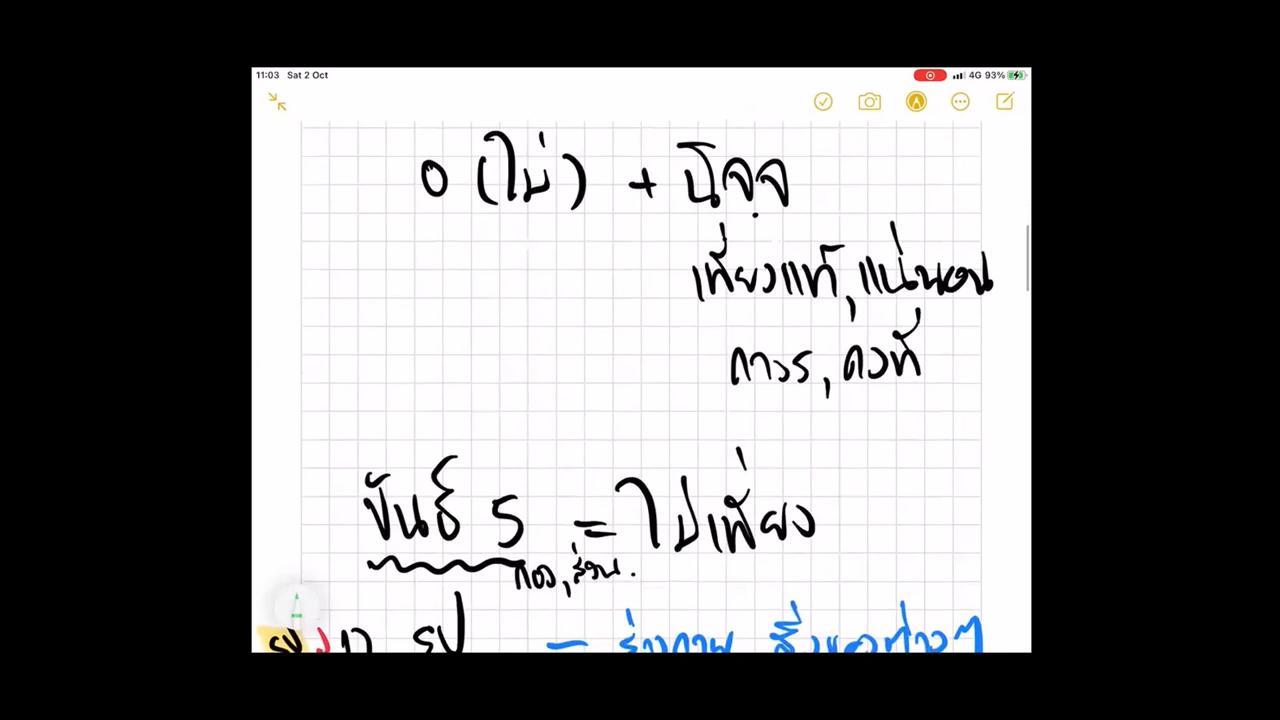 11:03 Sat 2 Oct 4G 93%
อ (ไม่) + นิจฺจ
เที่ยงแท้, แน่นอน
ถาวร, คงที่
ขันธ์ 5 = ไม่เที่ยง
กอง, ส่วน.
รูป = ร่างกาย สิ่งของต่างๆ